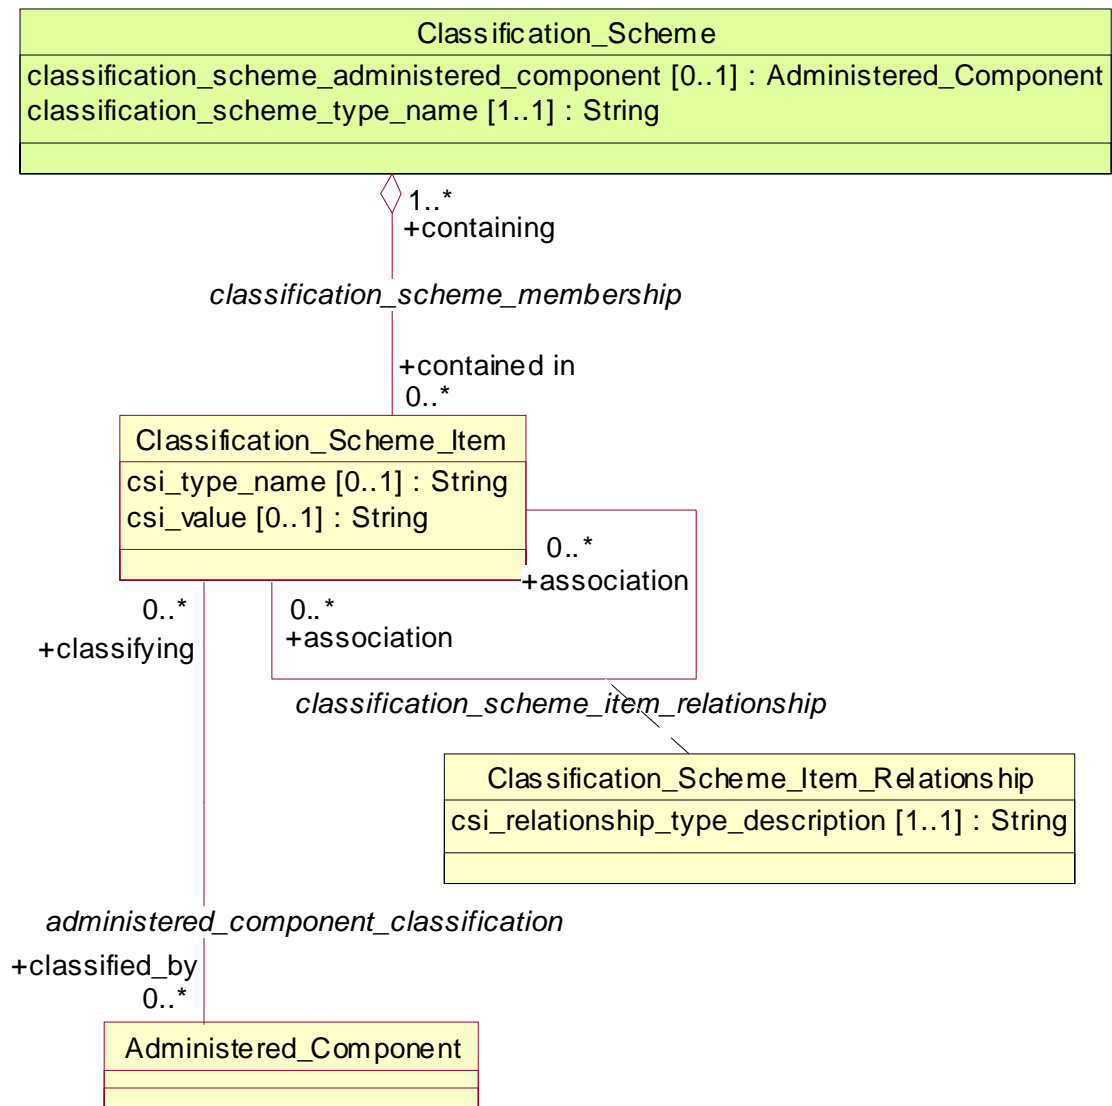 Classification_Scheme
classification_scheme_administered_component [0..1] : Administered_Component
classification_scheme_type_name [1..1] : String
1..*
+containing
classification_scheme_membership
+contained in
0..*
Classification_Scheme_Item
csi_type_name [0..1] : String
csi_value [0..1] : String
0..*
+association
0..*
+classifying
0..*
+association
classification_scheme_item_relationship
Classification_Scheme_Item_Relationship
csi_relationship_type_description [1..1] : String
administered_component_classification
+classified_by
0..*
Administered_Component